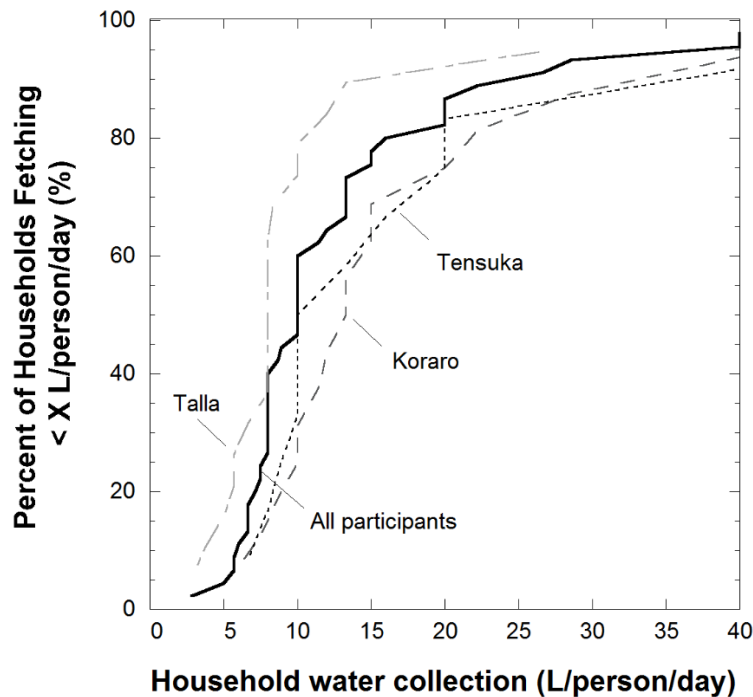 100
80
60
40
20
0
Percent of Households Fetching
< X L/person/day (%)
Talla
Tensuka
Koraro
All participants
0 5 10 15 20 25 30 35 40
Household water collection (L/person/day)